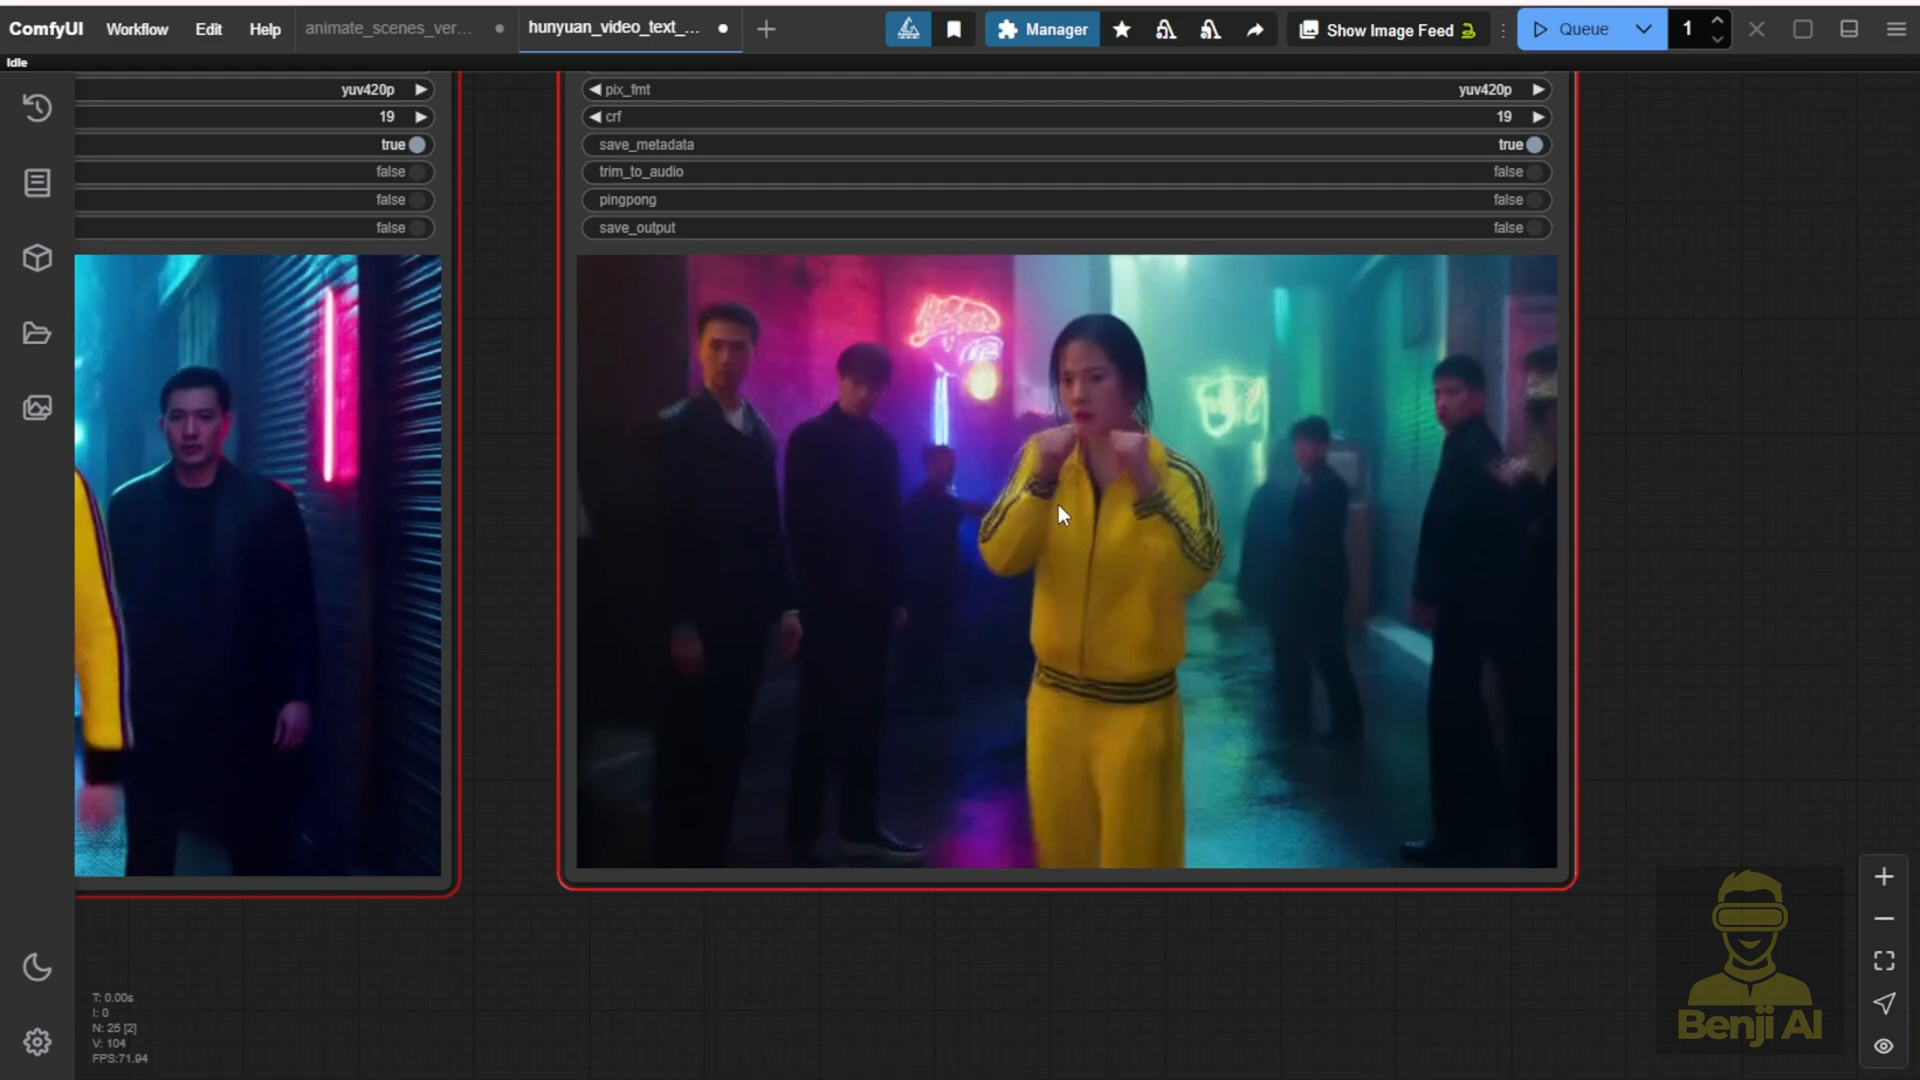 ComfyUI Workflow Edit Help animate_scenes_ver... hunyuan_video_text_... Manager Show Image Feed Queue 1
Idle
yuv420p
19
true
false
false
false
pix_fmt yuv420p
crf 19
save_metadata true
trim_to_audio false
pingpong false
save_output false
T: 0.00s
I: 0
N: 25 [2]
V: 104
FPS:71.94
Benji AI